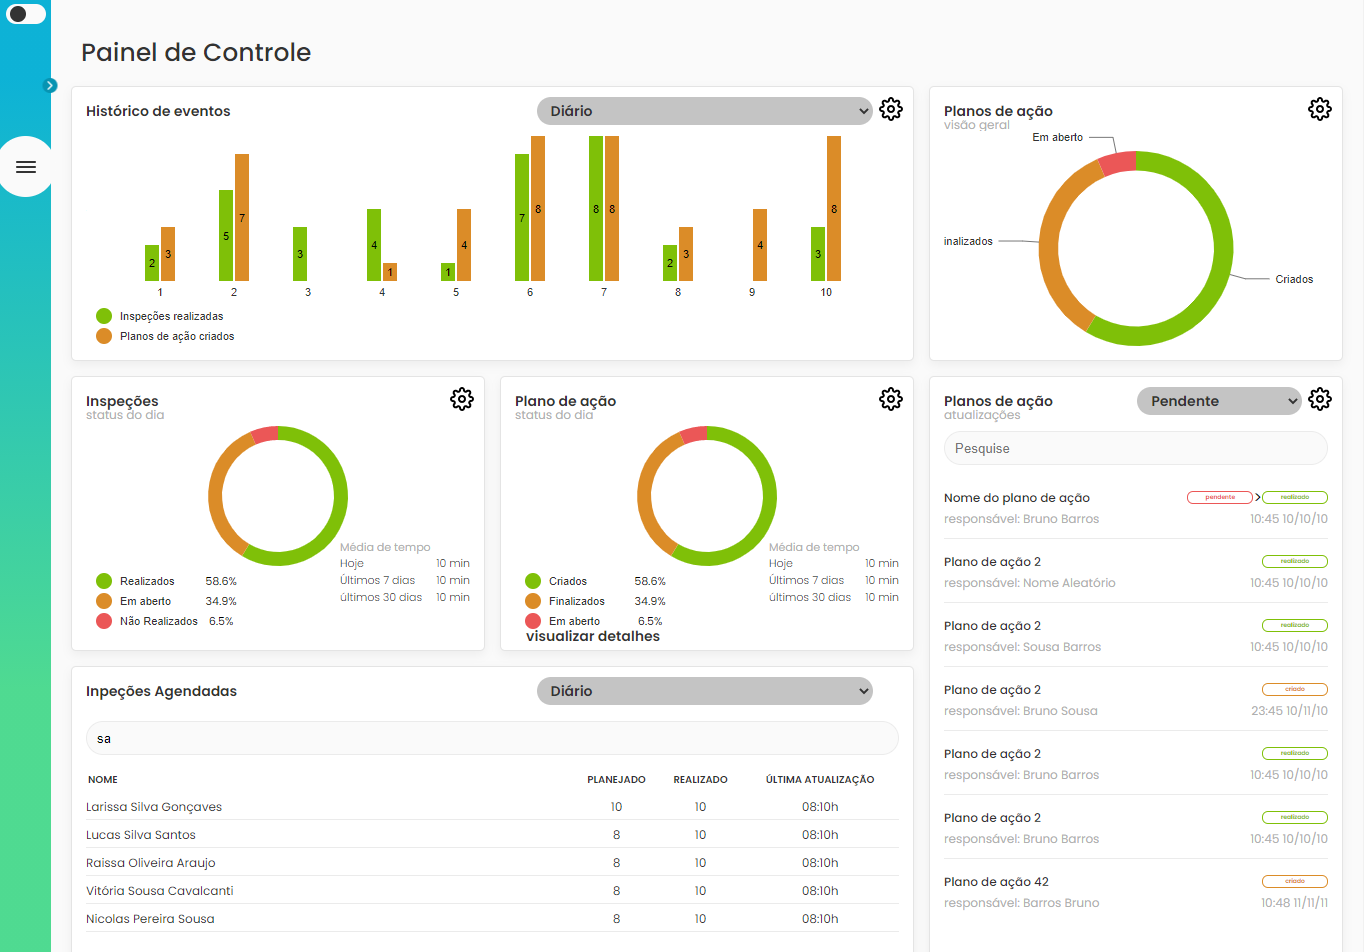 Painel de Controle
Histórico de eventos
Diário
2 3 5 7 3 4 1 1 4 7 8 8 8 2 3 4 3 8
1 2 3 4 5 6 7 8 9 10
Inspeções realizadas
Planos de ação criados
Planos de ação
visão geral
Em aberto
inalizados
Criados
Inspeções
status do dia
Média de tempo
Hoje 10 min
Últimos 7 dias 10 min
últimos 30 dias 10 min
Realizados 58.6%
Em aberto 34.9%
Não Realizados 6.5%
Plano de ação
status do dia
Média de tempo
Hoje 10 min
Últimos 7 dias 10 min
últimos 30 dias 10 min
Criados 58.6%
Finalizados 34.9%
Em aberto 6.5%
visualizar detalhes
Planos de ação
atualizações
Pendente
Pesquise
Nome do plano de ação pendente > realizado
responsável: Bruno Barros 10:45 10/10/10
Plano de ação 2 realizado
responsável: Nome Aleatório 10:45 10/10/10
Plano de ação 2 realizado
responsável: Sousa Barros 10:45 10/10/10
Plano de ação 2 criado
responsável: Bruno Sousa 23:45 10/11/10
Plano de ação 2 realizado
responsável: Bruno Barros 10:45 10/10/10
Plano de ação 2 realizado
responsável: Bruno Barros 10:45 10/10/10
Plano de ação 42 criado
responsável: Barros Bruno 10:48 11/11/11
Inpeções Agendadas
Diário
sa
NOME PLANEJADO REALIZADO ÚLTIMA ATUALIZAÇÃO
Larissa Silva Gonçaves 10 10 08:10h
Lucas Silva Santos 8 10 08:10h
Raissa Oliveira Araujo 8 10 08:10h
Vitória Sousa Cavalcanti 8 10 08:10h
Nicolas Pereira Sousa 8 10 08:10h